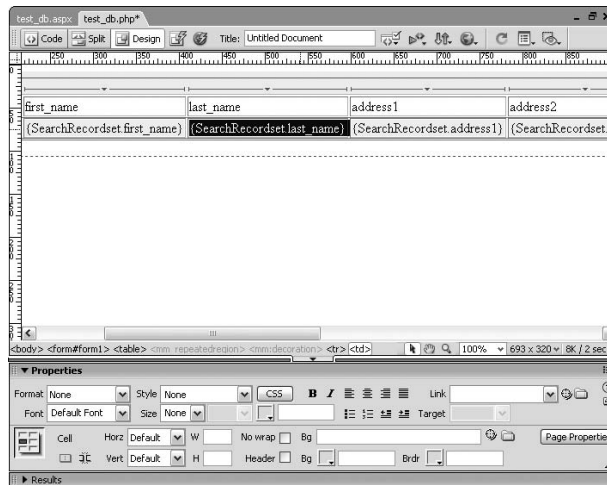 test_db.aspx test_db.php*
Code Split Design Title: Untitled Document
250 300 350 400 450 500 550 600 650 700 750 800 850
first_name last_name address1 address2
{SearchRecordset.first_name} {SearchRecordset.last_name} {SearchRecordset.address1} {SearchRecordset.
<body> <form#form1> <table> <mm:repeatedregion> <mm:decoration> <tr> <td> 100% 693 x 320 8K / 2 sec
Properties
Format None Style None CSS B I Link
Font Default Font Size None Target
Cell Horz Default W No wrap Bg Page Propertie
Vert Default H Header Bg Brdr
Results